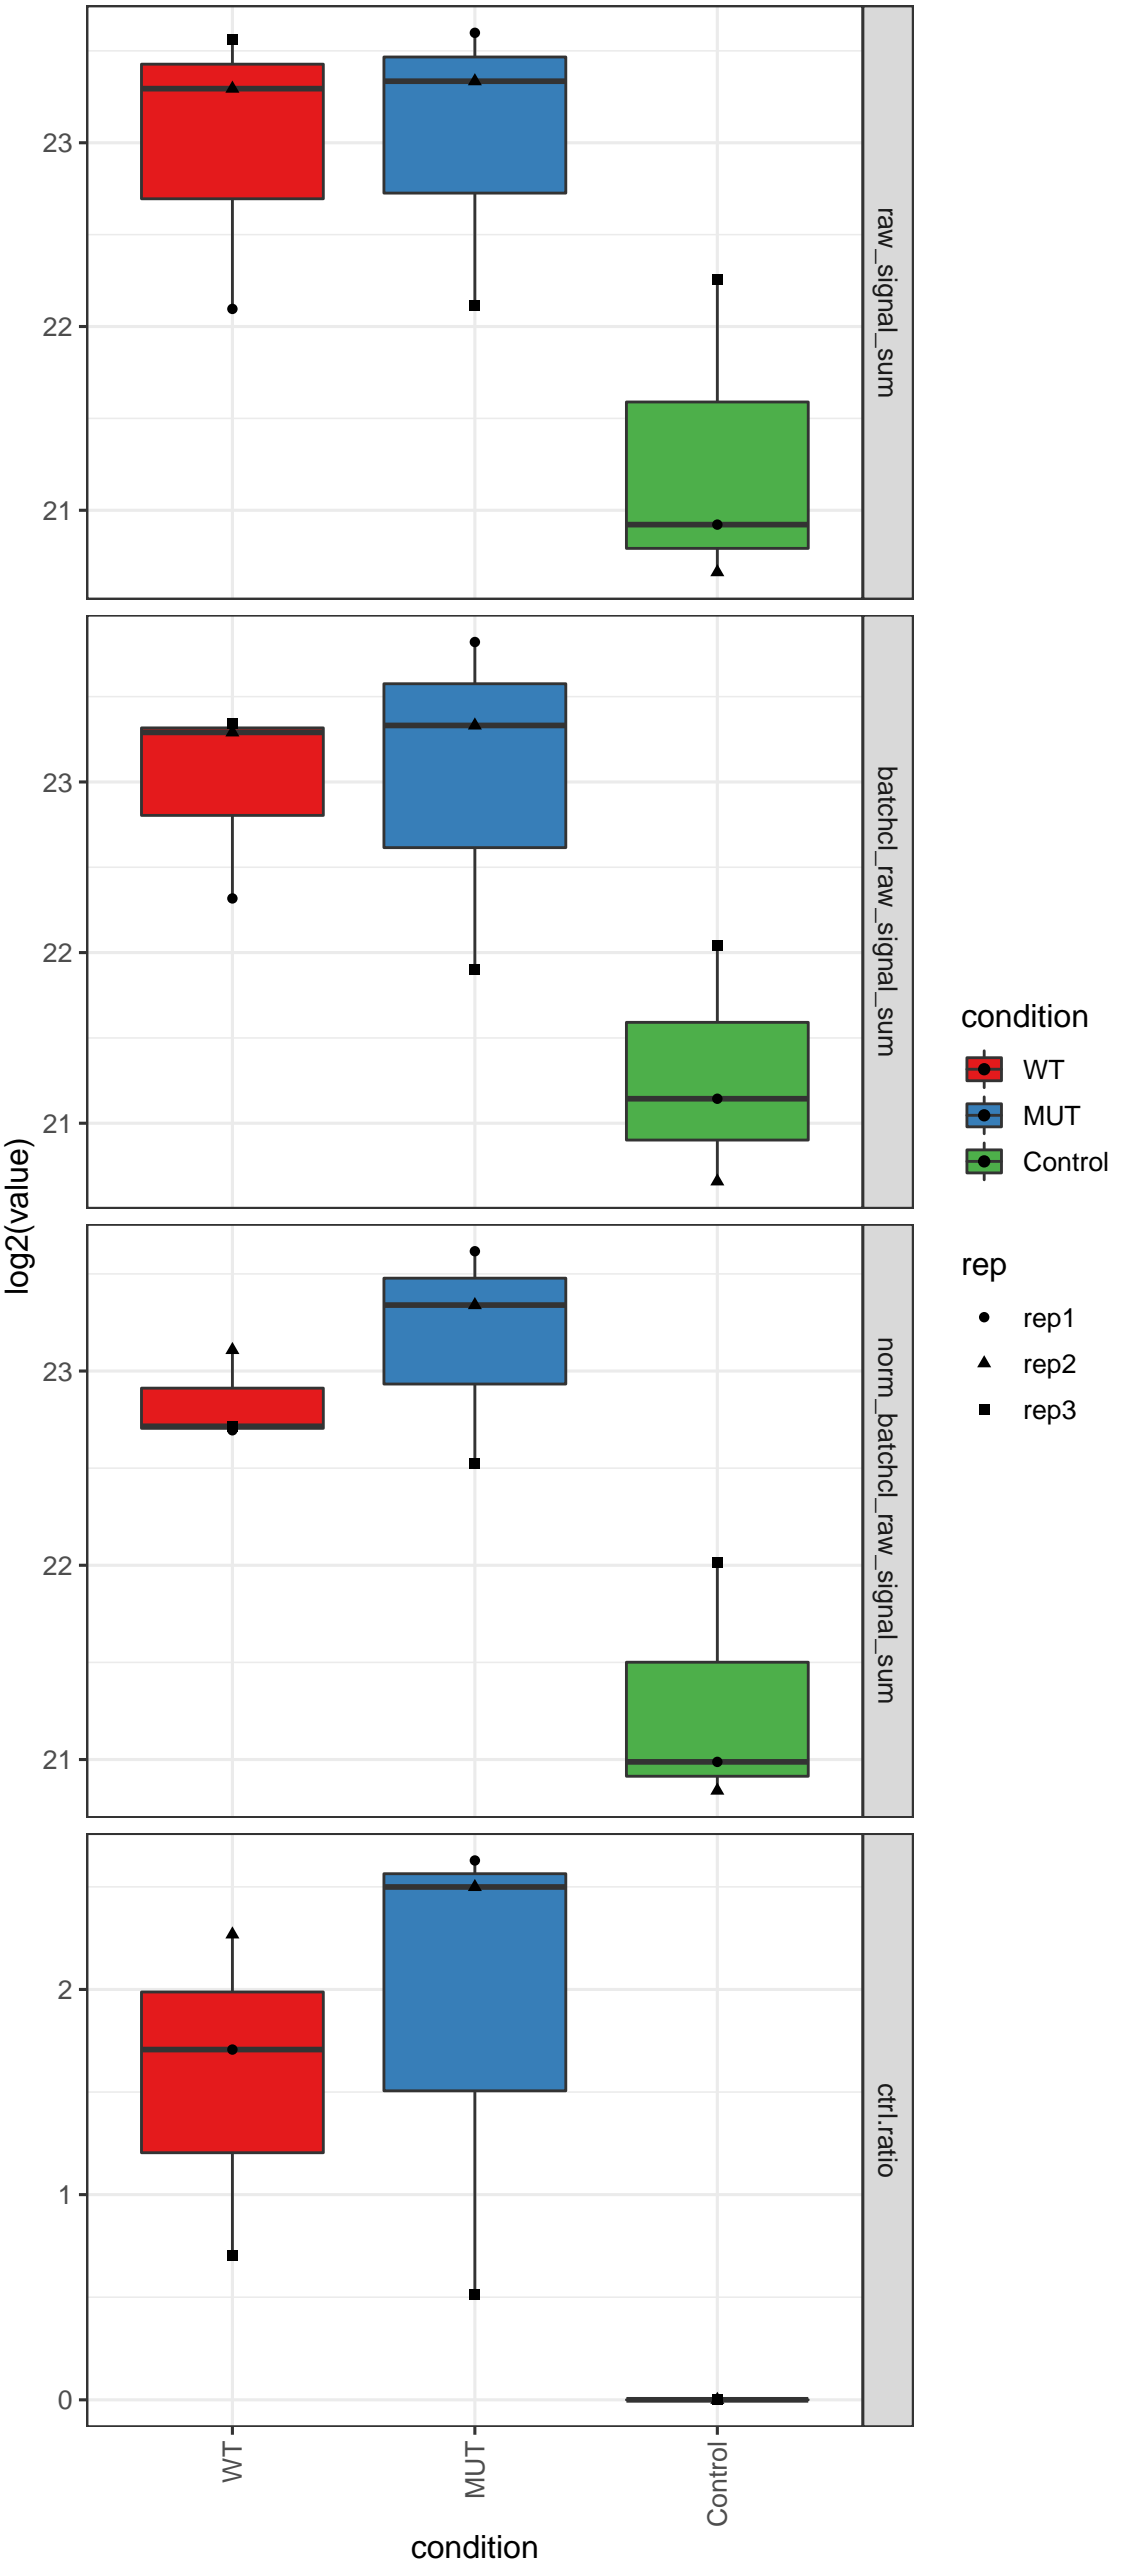 23
22
21
raw_signal_sum
23
22
21
batchcl_raw_signal_sum
23
22
21
norm_batchcl_raw_signal_sum
2
1
0
ctrl.ratio
log2(value)
WT
MUT
Control
condition
condition
WT
MUT
Control
rep
rep1
rep2
rep3